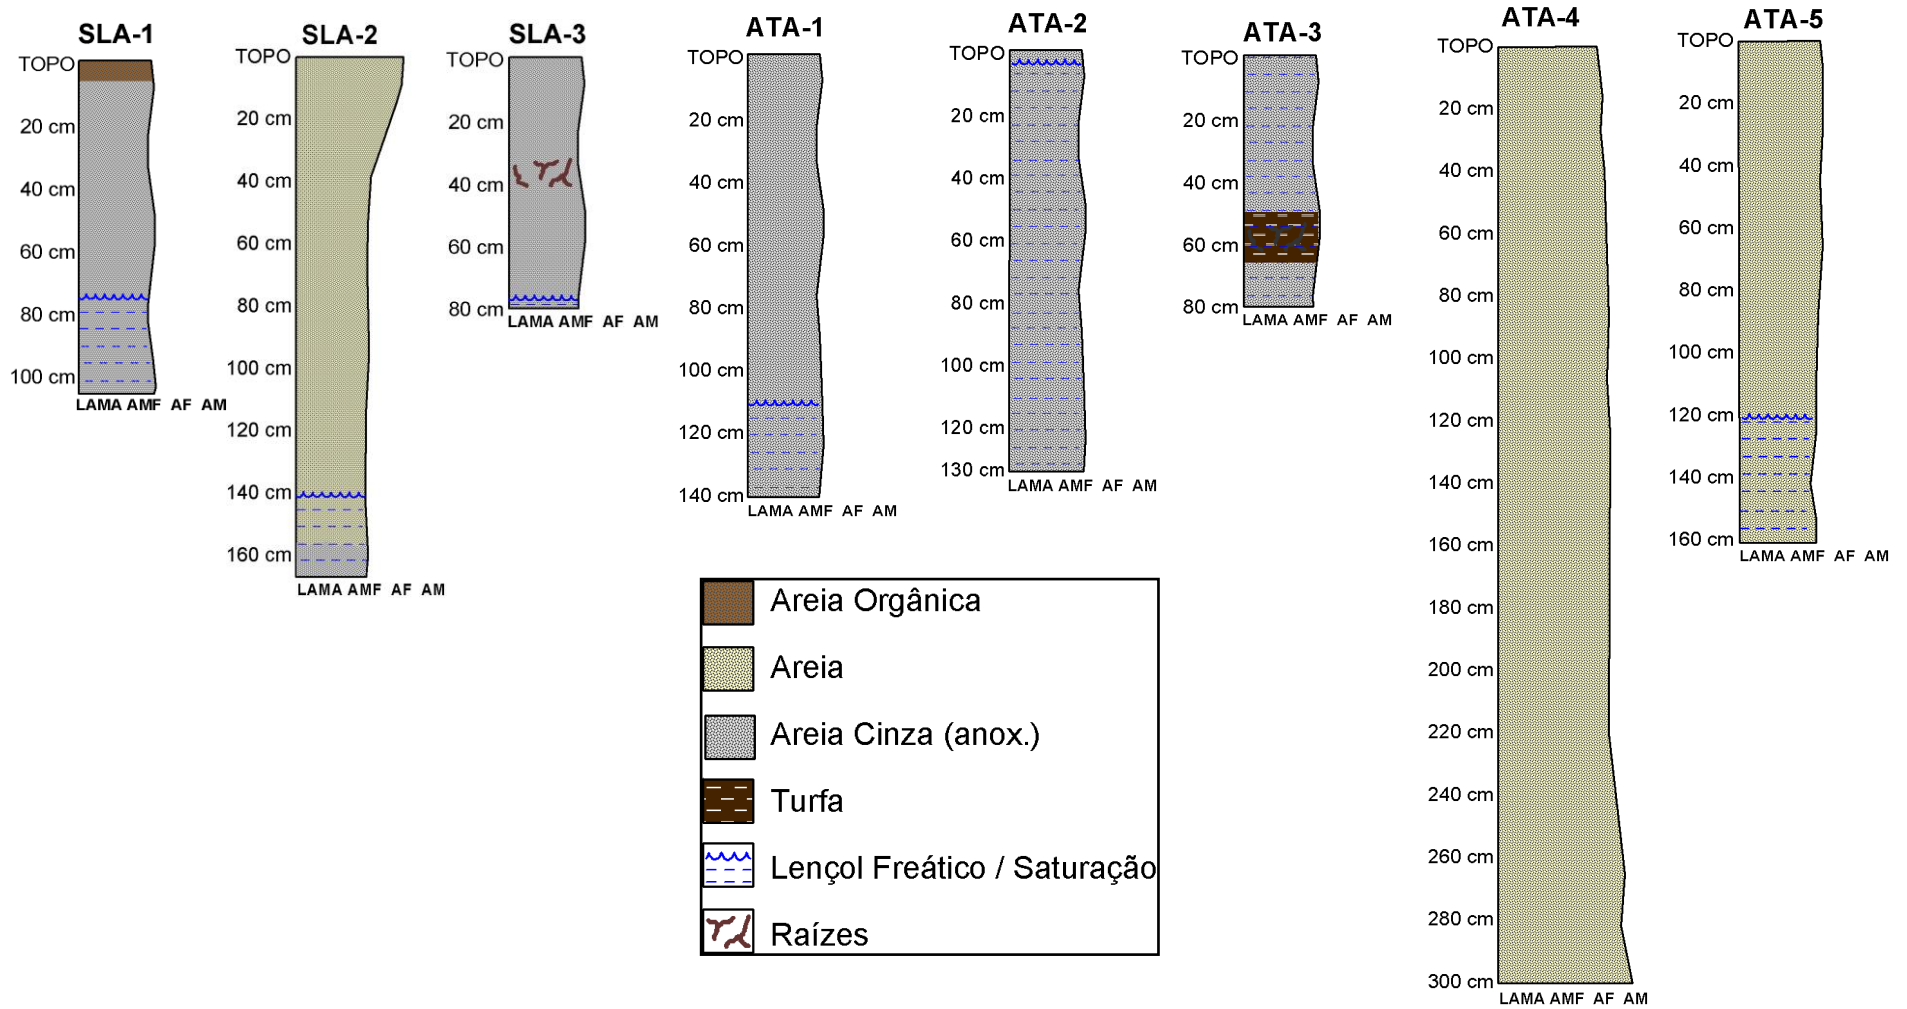 SLA-1
TOPO
20 cm
40 cm
60 cm
80 cm
100 cm
LAMA AMF AF AM
SLA-2
TOPO
20 cm
40 cm
60 cm
80 cm
100 cm
120 cm
140 cm
160 cm
LAMA AMF AF AM
SLA-3
TOPO
20 cm
40 cm
60 cm
80 cm
LAMA AMF AF AM
ATA-1
TOPO
20 cm
40 cm
60 cm
80 cm
100 cm
120 cm
140 cm
LAMA AMF AF AM
ATA-2
TOPO
20 cm
40 cm
60 cm
80 cm
100 cm
120 cm
130 cm
LAMA AMF AF AM
ATA-3
TOPO
20 cm
40 cm
60 cm
80 cm
LAMA AMF AF AM
ATA-4
TOPO
20 cm
40 cm
60 cm
80 cm
100 cm
120 cm
140 cm
160 cm
180 cm
200 cm
220 cm
240 cm
260 cm
280 cm
300 cm
LAMA AMF AF AM
ATA-5
TOPO
20 cm
40 cm
60 cm
80 cm
100 cm
120 cm
140 cm
160 cm
LAMA AMF AF AM
Areia Orgânica
Areia
Areia Cinza (anox.)
Turfa
Lençol Freático / Saturação
Raízes